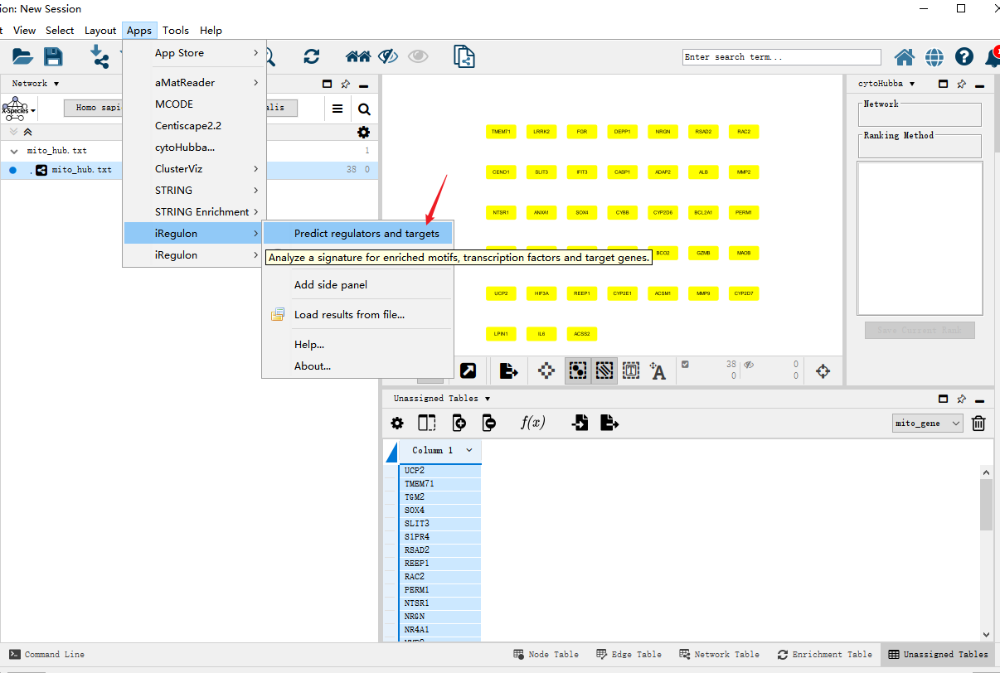 ion: New Session
t View Select Layout Apps Tools Help
Enter search term...
1
App Store
aMatReader
MCODE
Centiscape2.2
cytoHubba...
ClusterViz
STRING
STRING Enrichment
iRegulon
iRegulon
Predict regulators and targets
Analyze a signature for enriched motifs, transcription factors and target genes.
Add side panel
Load results from file...
Help...
About...
Network
X-Species
Homo sapi
alis
mito_hub.txt 1
mito_hub.txt 38 0
TMEM71 LRRK2 FGR DEPP1 NRGN RSAD2 RAC2
CEND1 SLIT3 IFIT3 CASP1 ADAP2 ALB MMP2
NTSR1 ANXA1 SOX4 CYBB CYP2D6 BCL2A1 PERM1
BCO2 GZMB MAOB
UCP2 HIF3A REEP1 CYP2E1 ACSM1 MMP9 CYP2D7
LPIN1 IL6 ACSS2
38 0
0 0
cytoHubba
Network
Ranking Method
Save Current Rank
Unassigned Tables
f(x)
mito_gene
Column 1
UCP2
TMEM71
TGM2
SOX4
SLIT3
S1PR4
RSAD2
REEP1
RAC2
PERM1
NTSR1
NRGN
NR4A1
Command Line
Node Table Edge Table Network Table Enrichment Table Unassigned Tables